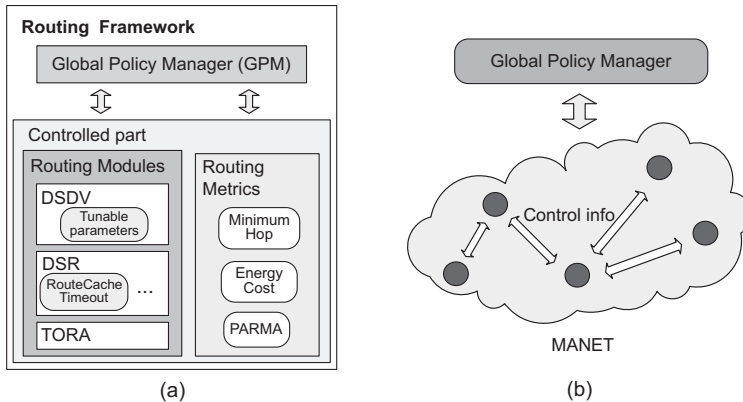 Routing Framework
Global Policy Manager (GPM)
Controlled part
Routing Modules
DSDV
Tunable
parameters
DSR
RouteCache
Timeout
...
TORA
Routing
Metrics
Minimum
Hop
Energy
Cost
PARMA
(a)
Global Policy Manager
Control info
MANET
(b)